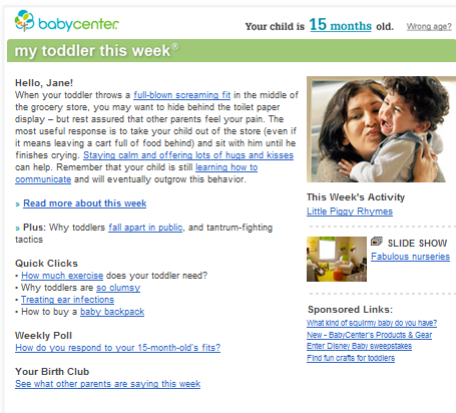 babycenter
Your child is 15 months old. Wrong age?
my toddler this week®
Hello, Jane!
When your toddler throws a full-blown screaming fit in the middle of
the grocery store, you may want to hide behind the toilet paper
display – but rest assured that other parents feel your pain. The
most useful response is to take your child out of the store (even if
it means leaving a cart full of food behind) and sit with him until he
finishes crying. Staying calm and offering lots of hugs and kisses
can help. Remember that your child is still learning how to
communicate and will eventually outgrow this behavior.
» Read more about this week
» Plus: Why toddlers fall apart in public, and tantrum-fighting
tactics
Quick Clicks
• How much exercise does your toddler need?
• Why toddlers are so clumsy
• Treating ear infections
• How to buy a baby backpack
Weekly Poll
How do you respond to your 15-month-old's fits?
Your Birth Club
See what other parents are saying this week
This Week's Activity
Little Piggy Rhymes
SLIDE SHOW
Fabulous nurseries
Sponsored Links:
What kind of squirmy baby do you have?
New - BabyCenter's Products & Gear
Enter Disney Baby sweepstakes
Find fun crafts for toddlers